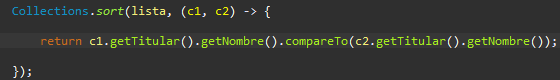 Collections.sort(lista, (c1, c2) -> {
return c1.getTitular().getNombre().compareTo(c2.getTitular().getNombre());
});